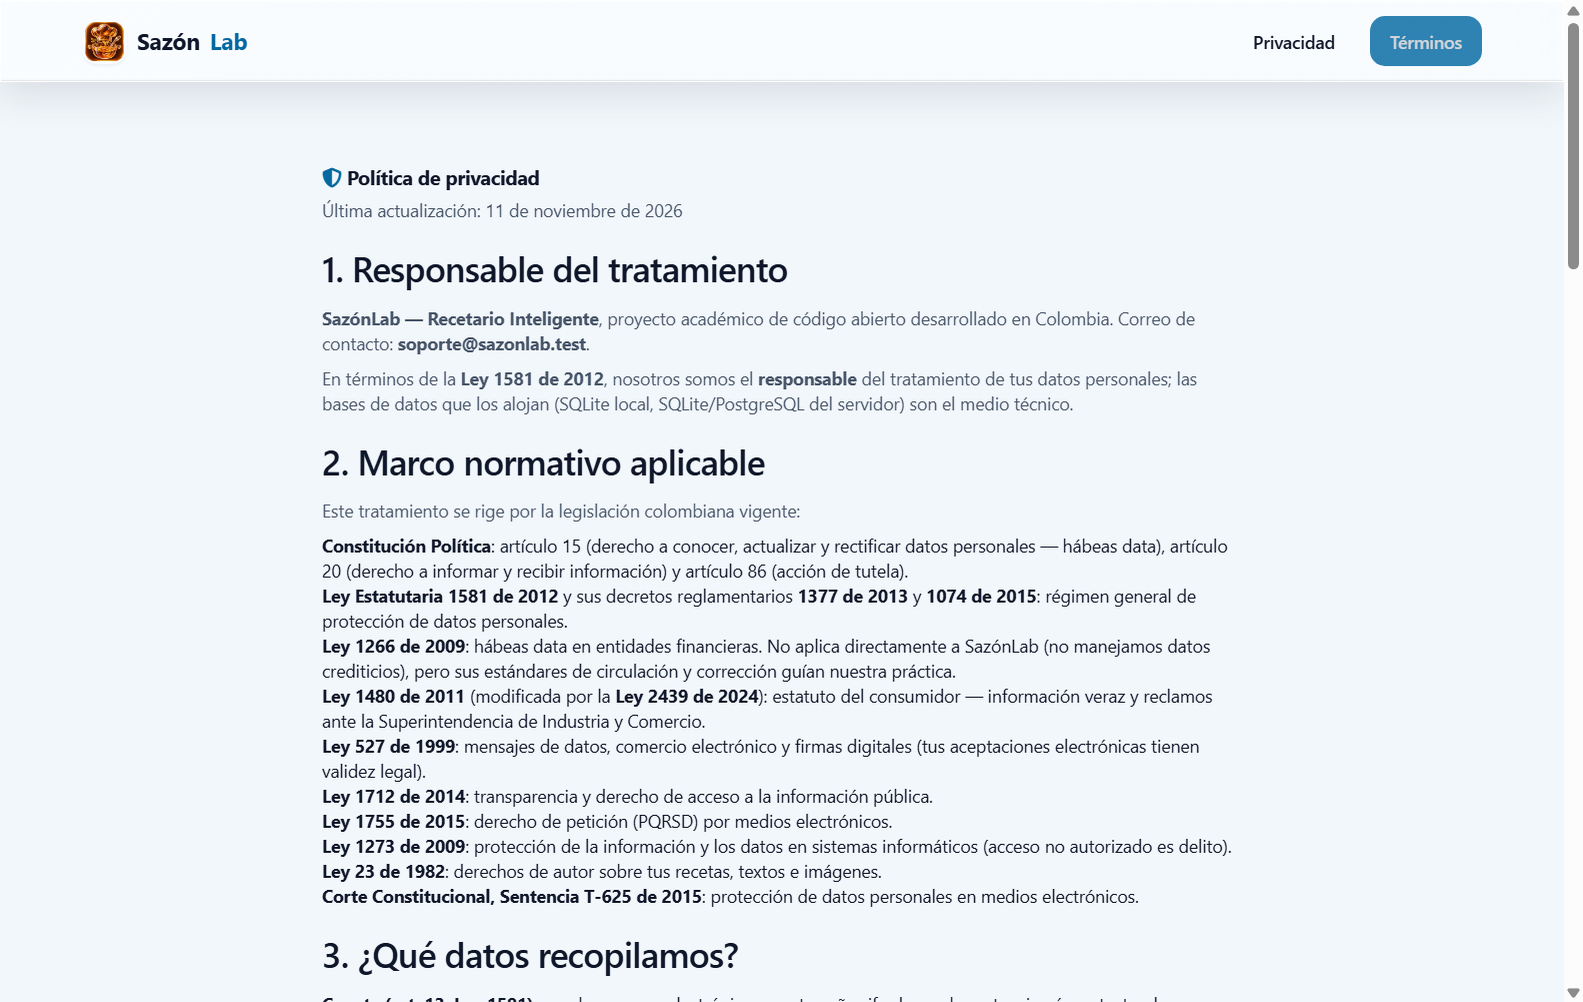 Sazón Lab
Privacidad
Términos
Política de privacidad
Última actualización: 11 de noviembre de 2026
1. Responsable del tratamiento
SazónLab — Recetario Inteligente, proyecto académico de código abierto desarrollado en Colombia. Correo de
contacto: soporte@sazonlab.test.
En términos de la Ley 1581 de 2012, nosotros somos el responsable del tratamiento de tus datos personales; las
bases de datos que los alojan (SQLite local, SQLite/PostgreSQL del servidor) son el medio técnico.
2. Marco normativo aplicable
Este tratamiento se rige por la legislación colombiana vigente:
Constitución Política: artículo 15 (derecho a conocer, actualizar y rectificar datos personales — hábeas data), artículo
20 (derecho a informar y recibir información) y artículo 86 (acción de tutela).
Ley Estatutaria 1581 de 2012 y sus decretos reglamentarios 1377 de 2013 y 1074 de 2015: régimen general de
protección de datos personales.
Ley 1266 de 2009: hábeas data en entidades financieras. No aplica directamente a SazónLab (no manejamos datos
crediticios), pero sus estándares de circulación y corrección guían nuestra práctica.
Ley 1480 de 2011 (modificada por la Ley 2439 de 2024): estatuto del consumidor — información veraz y reclamos
ante la Superintendencia de Industria y Comercio.
Ley 527 de 1999: mensajes de datos, comercio electrónico y firmas digitales (tus aceptaciones electrónicas tienen
validez legal).
Ley 1712 de 2014: transparencia y derecho de acceso a la información pública.
Ley 1755 de 2015: derecho de petición (PQRSD) por medios electrónicos.
Ley 1273 de 2009: protección de la información y los datos en sistemas informáticos (acceso no autorizado es delito).
Ley 23 de 1982: derechos de autor sobre tus recetas, textos e imágenes.
Corte Constitucional, Sentencia T-625 de 2015: protección de datos personales en medios electrónicos.
3. ¿Qué datos recopilamos?